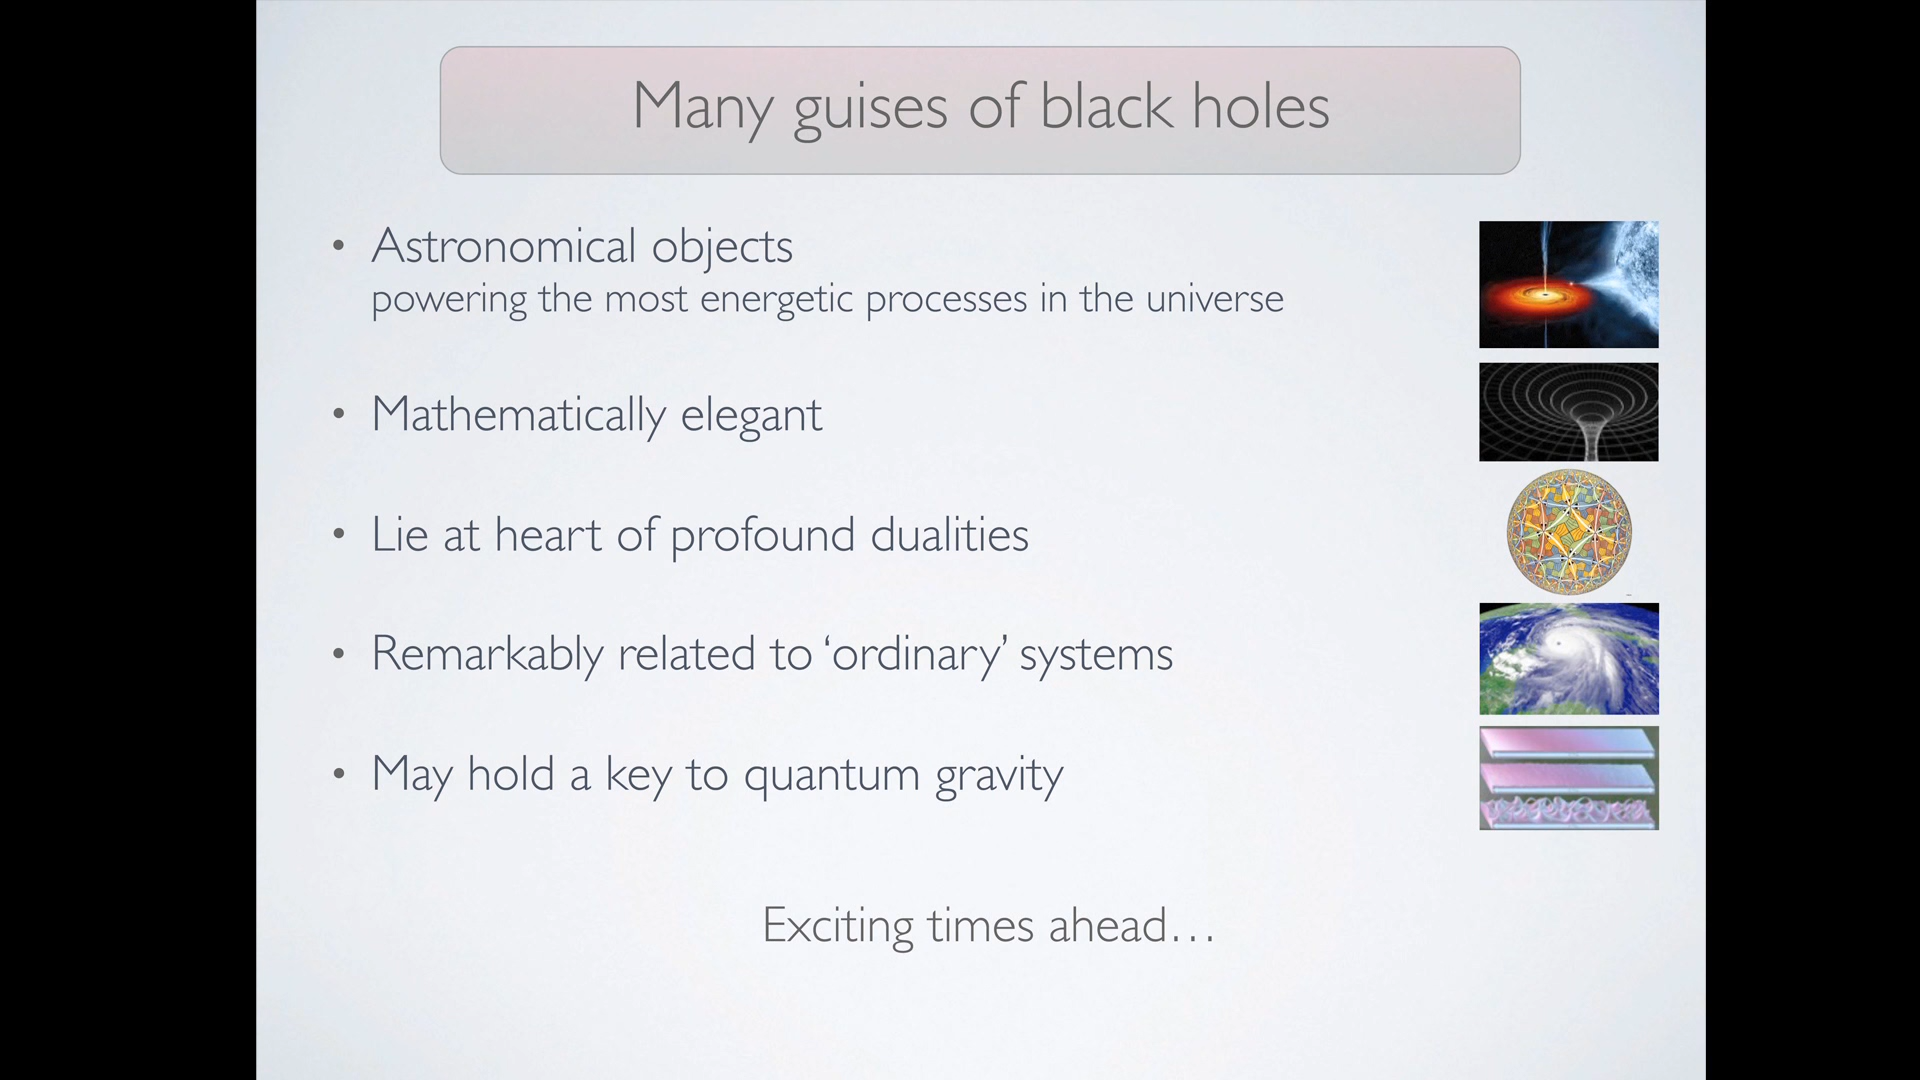 Many guises of black holes
• Astronomical objects
powering the most energetic processes in the universe
• Mathematically elegant
• Lie at heart of profound dualities
• Remarkably related to ‘ordinary’ systems
• May hold a key to quantum gravity
Exciting times ahead…